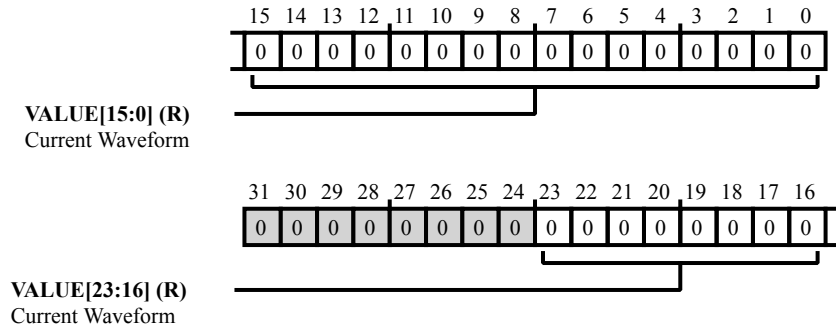 15 14 13 12 11 10 9 8 7 6 5 4 3 2 1 0
0 0 0 0 0 0 0 0 0 0 0 0 0 0 0 0
VALUE[15:0] (R)
Current Waveform
31 30 29 28 27 26 25 24 23 22 21 20 19 18 17 16
0 0 0 0 0 0 0 0 0 0 0 0 0 0 0 0
VALUE[23:16] (R)
Current Waveform